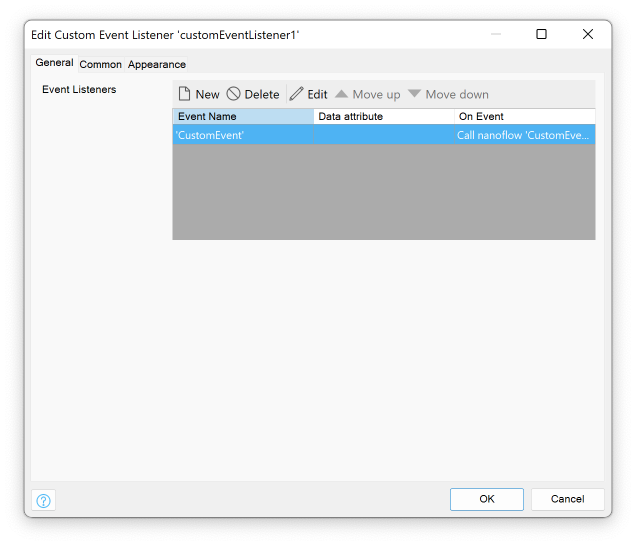 Edit Custom Event Listener 'customEventListener1'
General Common Appearance
Event Listeners New Delete Edit Move up Move down
Event Name Data attribute On Event
'CustomEvent' Call nanoflow 'CustomEve...
? OK Cancel